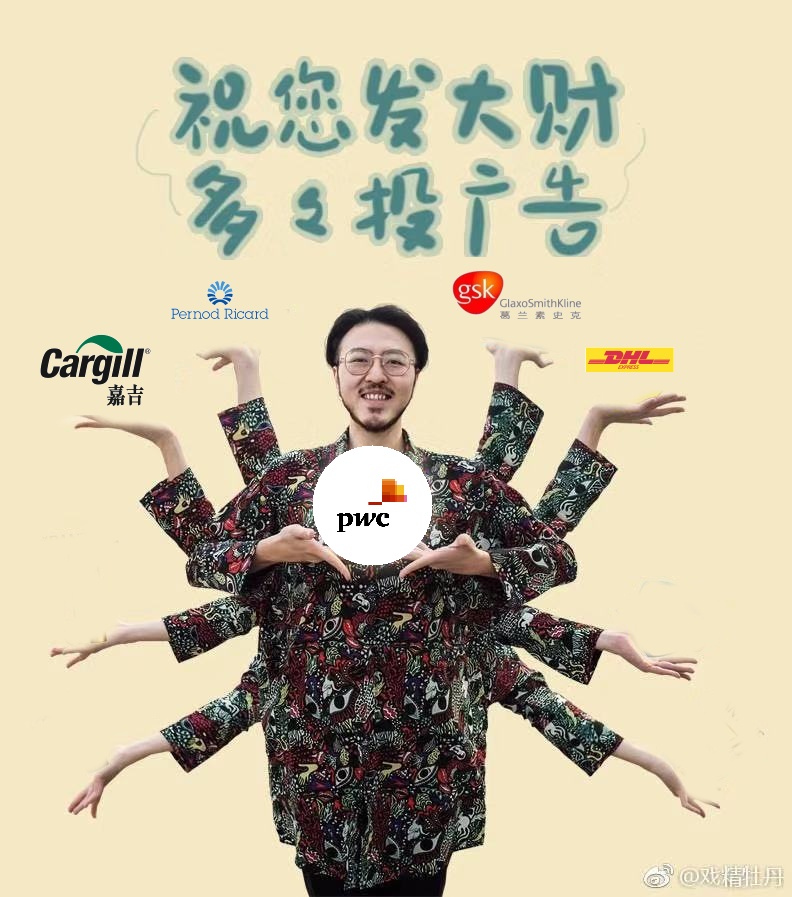 祝您发大财
多々投广告
Pernod Ricard
gsk
GlaxoSmithKline
葛兰素史克
Cargill®
嘉吉
DHL
EXPRESS
pwc
@戏精牡丹